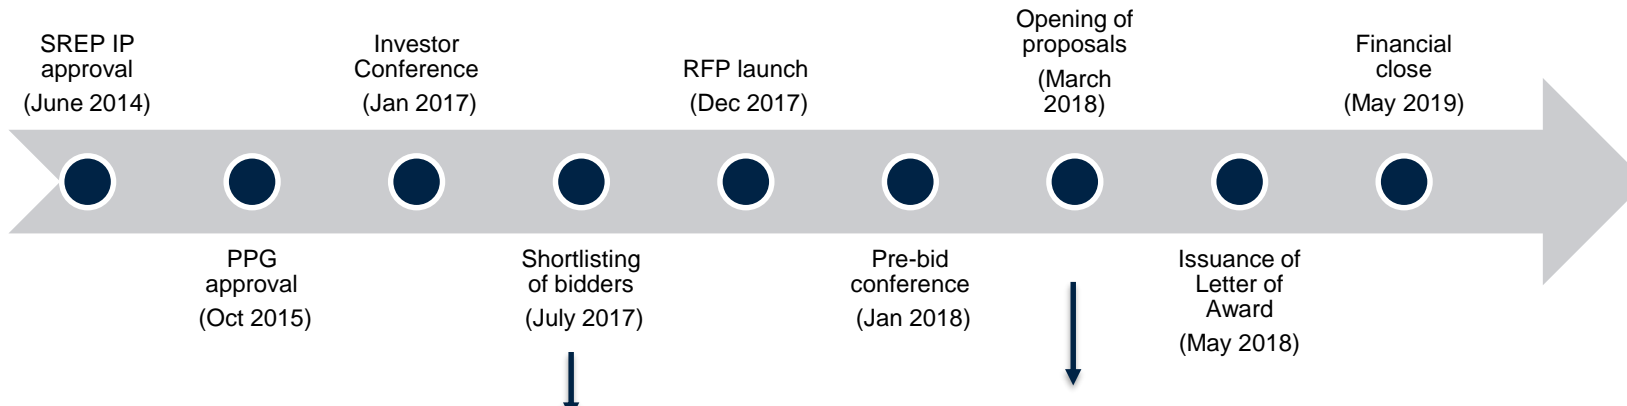 SREP IP
approval
(June 2014)
PPG
approval
(Oct 2015)
Investor
Conference
(Jan 2017)
Shortlisting
of bidders
(July 2017)
RFP launch
(Dec 2017)
Pre-bid
conference
(Jan 2018)
Opening of
proposals
(March
2018)
Issuance of
Letter of
Award
(May 2018)
Financial
close
(May 2019)